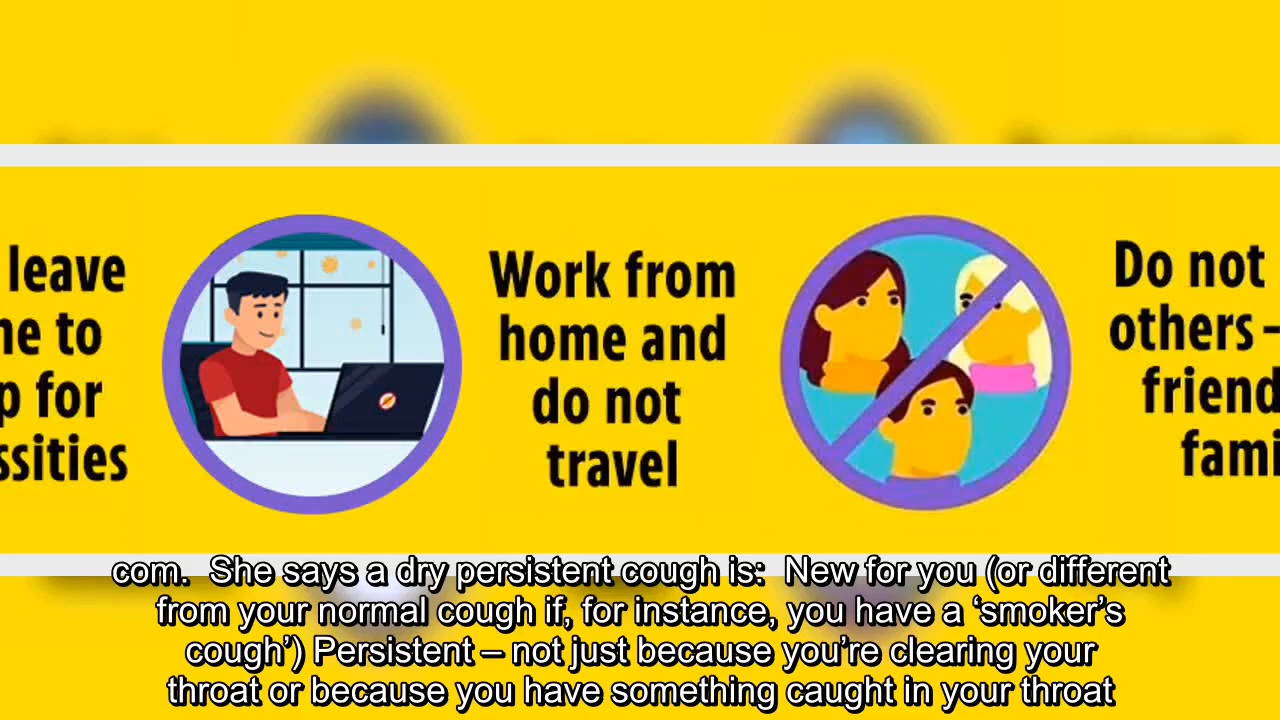 leave
ne to
p for
ssities
Work from
home and
do not
travel
Do not
others –
friend
fami
com.  She says a dry persistent cough is:  New for you (or different
from your normal cough if, for instance, you have a ‘smoker’s
cough’) Persistent – not just because you’re clearing your
throat or because you have something caught in your throat